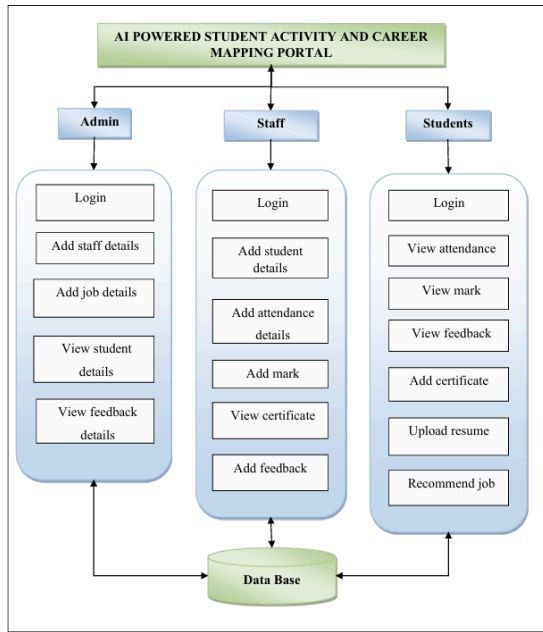 AI POWERED STUDENT ACTIVITY AND CAREER
MAPPING PORTAL
Admin
Staff
Students
Login
Add staff details
Add job details
View student
details
View feedback
details
Login
Add student
details
Add attendance
details
Add mark
View certificate
Add feedback
Login
View attendance
View mark
View feedback
Add certificate
Upload resume
Recommend job
Data Base